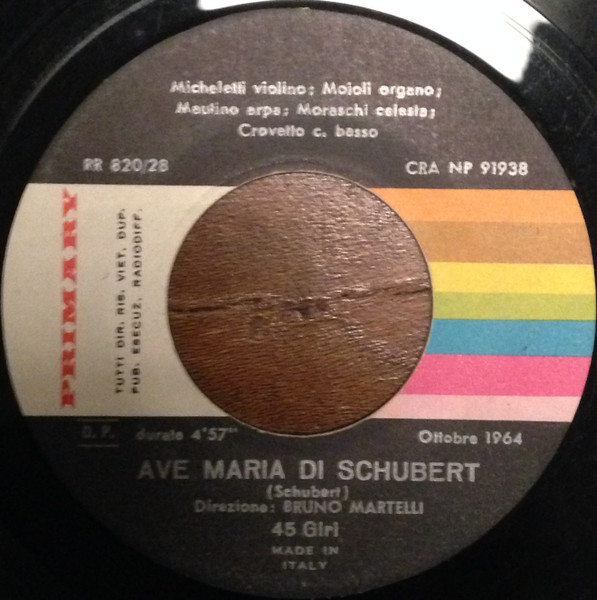 Micheletti violino; Moioli organo;
Maulino arpa; Moraschi celesta;
Crovetto c. basso
RR 820/28
CRA NP 91938
PRIMARY
TUTTI DIR. RIS. VIET. DUP.
PUB. ESECUZ. RADIODIFF.
D. P.
durata 4'57"
Ottobre 1964
AVE MARIA DI SCHUBERT
(Schubert)
Direzione: BRUNO MARTELLI
45 Giri
MADE IN
ITALY